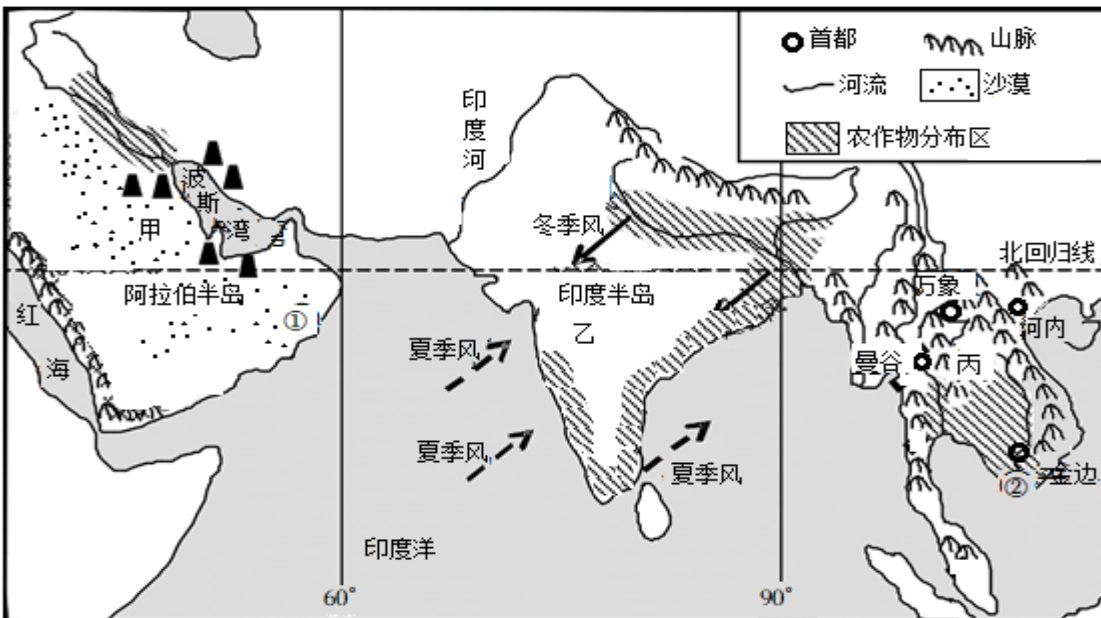 首都
山脉
河流
沙漠
农作物分布区
印度河
波斯湾
甲
冬季风
北回归线
阿拉伯半岛
印度半岛
万象
红海
①
乙
河内
夏季风
曼谷
丙
夏季风
夏季风
②
金边
印度洋
60°
90°